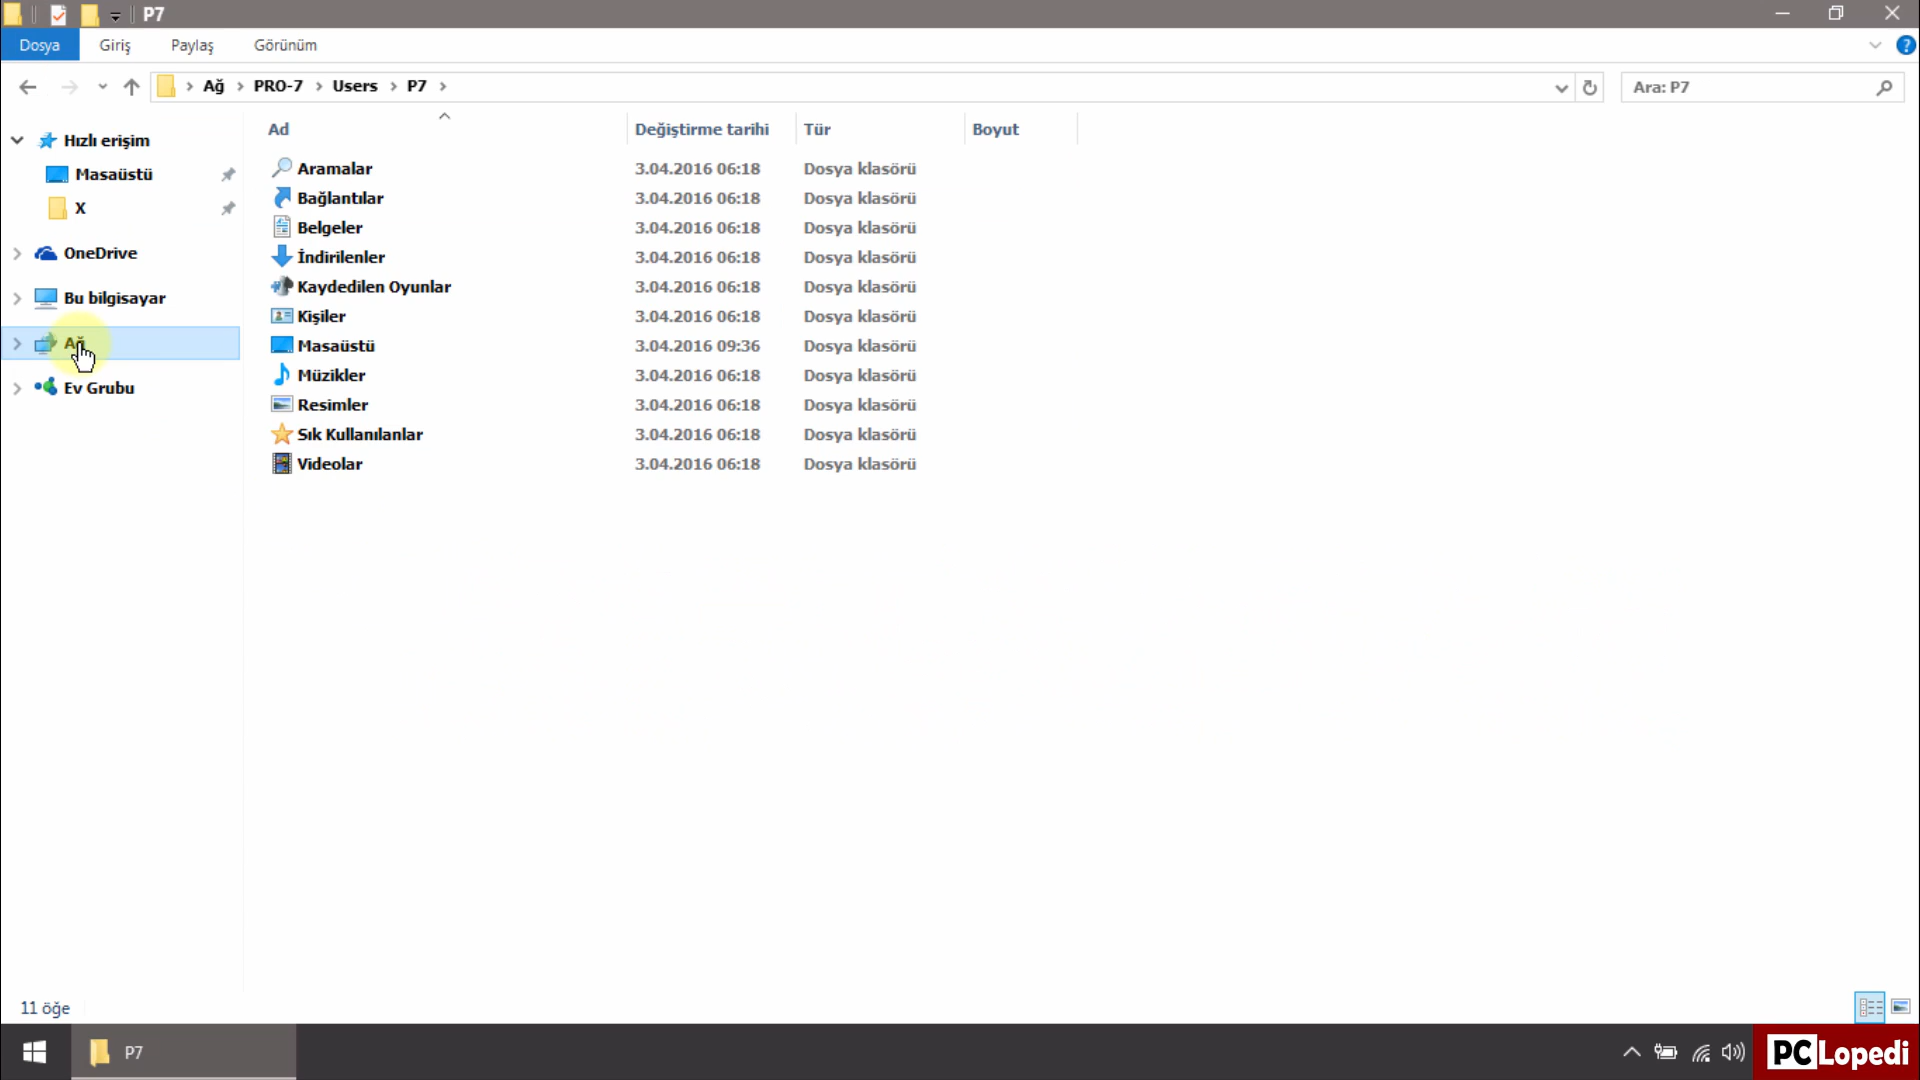 P7
Dosya Giriş Paylaş Görünüm
Ağ PRO-7 Users P7 Ara: P7
Ad Değiştirme tarihi Tür Boyut
Hızlı erişim
Masaüstü
X
OneDrive
Bu bilgisayar
Ağ
Ev Grubu
Aramalar 3.04.2016 06:18 Dosya klasörü
Bağlantılar 3.04.2016 06:18 Dosya klasörü
Belgeler 3.04.2016 06:18 Dosya klasörü
İndirilenler 3.04.2016 06:18 Dosya klasörü
Kaydedilen Oyunlar 3.04.2016 06:18 Dosya klasörü
Kişiler 3.04.2016 06:18 Dosya klasörü
Masaüstü 3.04.2016 09:36 Dosya klasörü
Müzikler 3.04.2016 06:18 Dosya klasörü
Resimler 3.04.2016 06:18 Dosya klasörü
Sık Kullanılanlar 3.04.2016 06:18 Dosya klasörü
Videolar 3.04.2016 06:18 Dosya klasörü
11 öğe
P7
PCLopedi